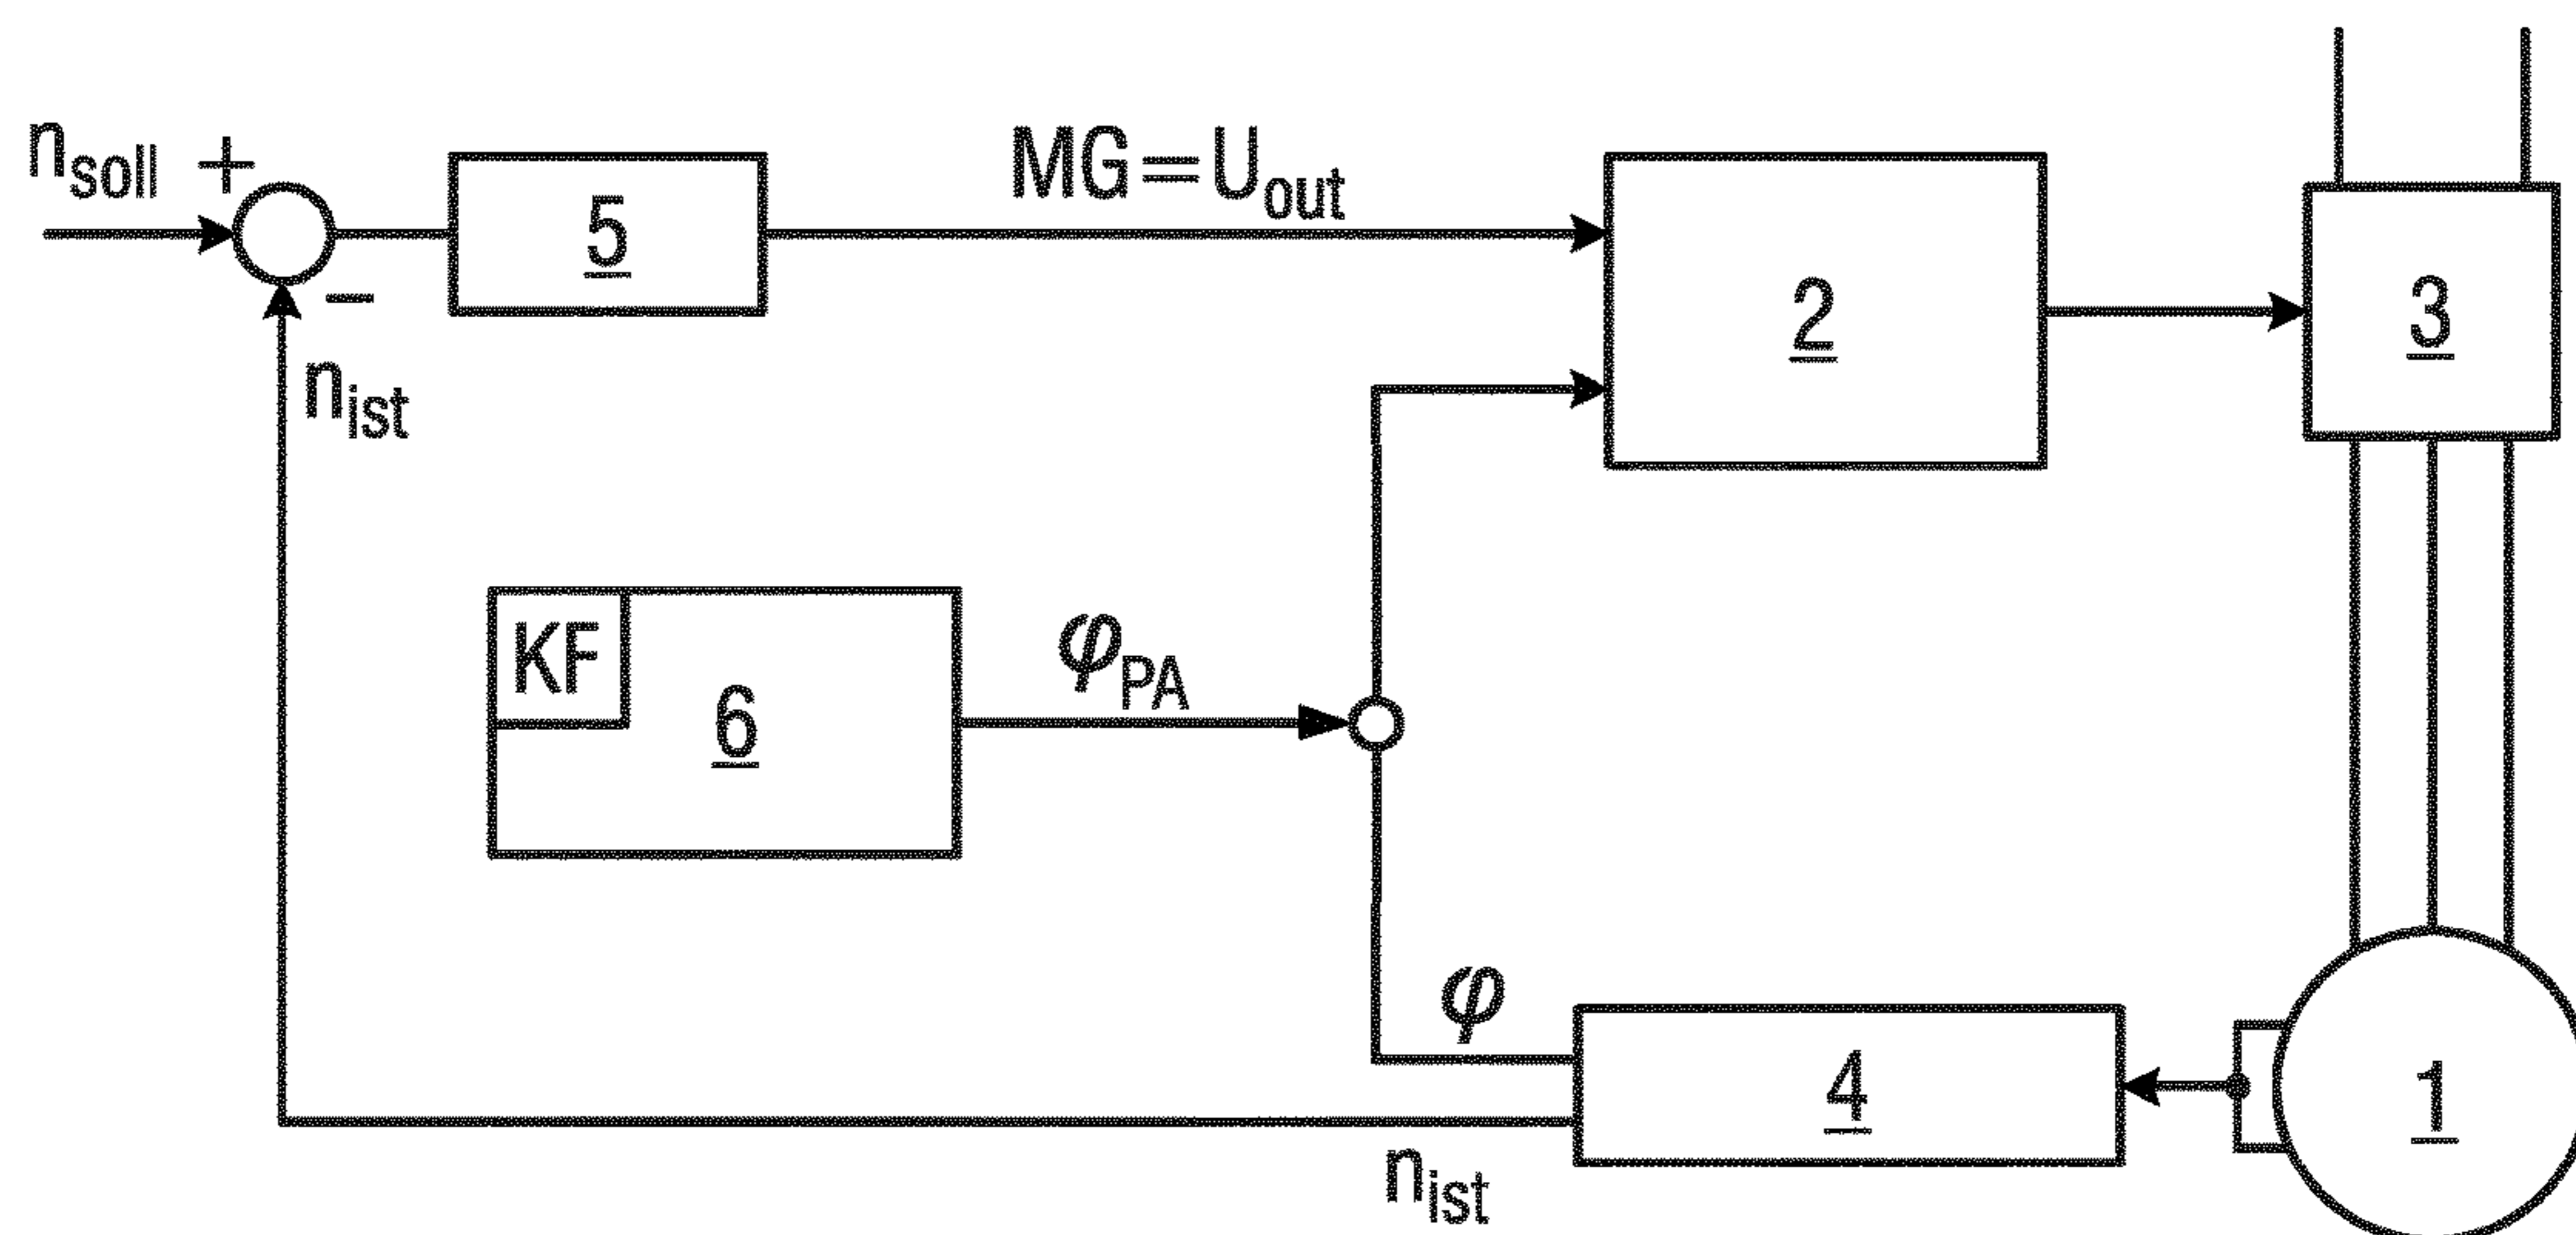 n_soll +
−
n_ist
5
MG=U_out
2
3
KF
6
φ_PA
φ
4
n_ist
1